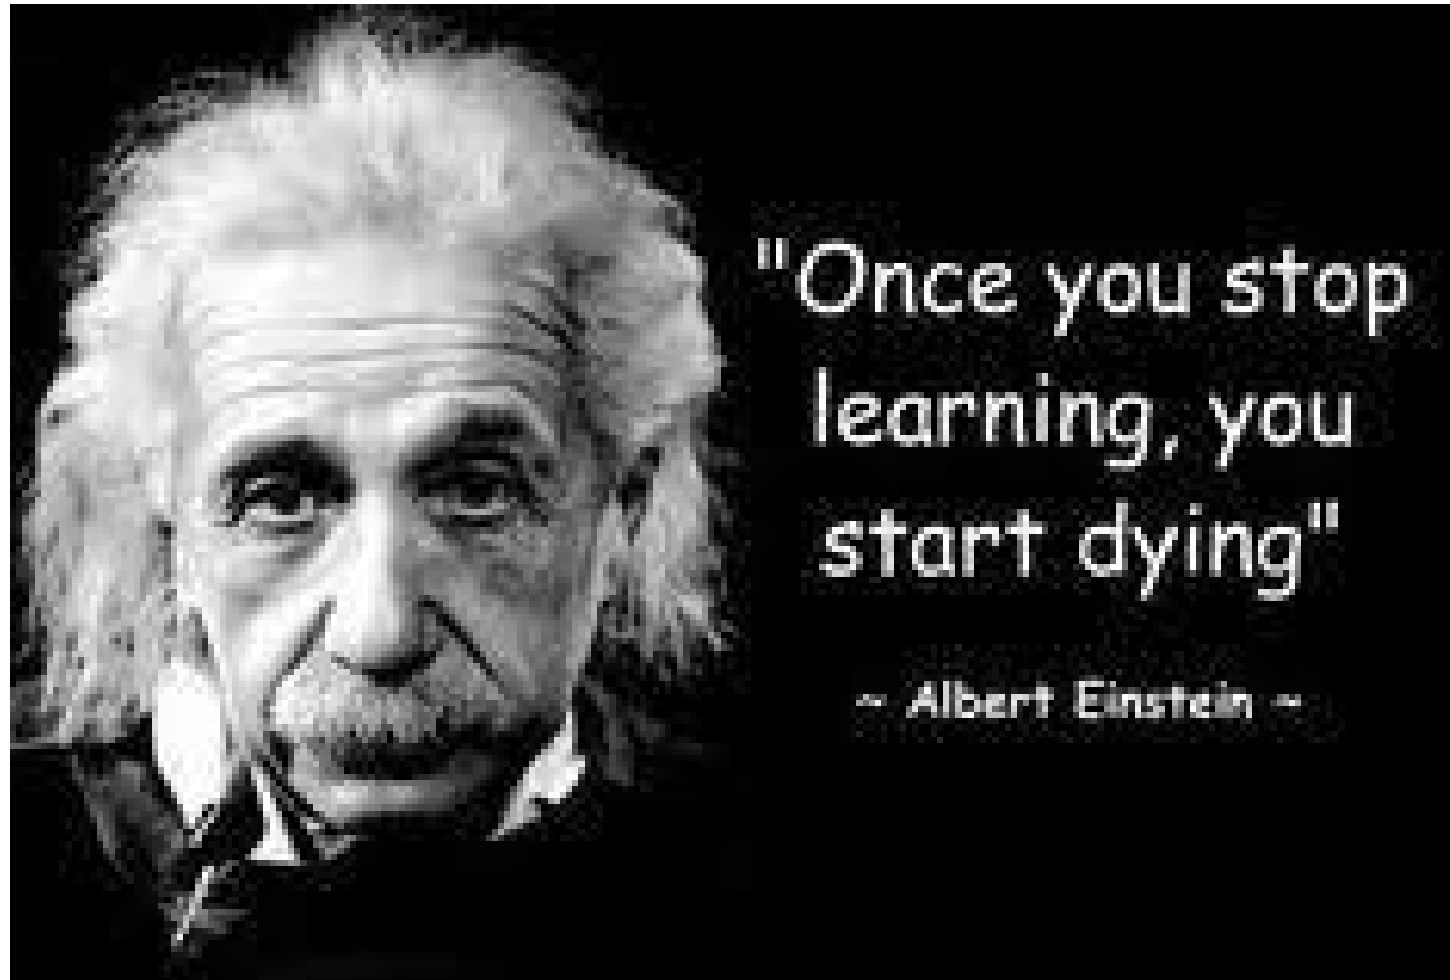 "Once you stop
learning, you
start dying"
~ Albert Einstein ~